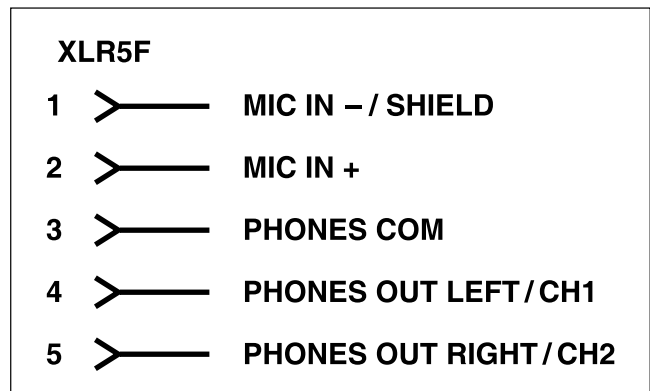 XLR5F
1 MIC IN – / SHIELD
2 MIC IN +
3 PHONES COM
4 PHONES OUT LEFT / CH1
5 PHONES OUT RIGHT / CH2